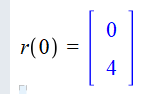 r(0) = [0
4]